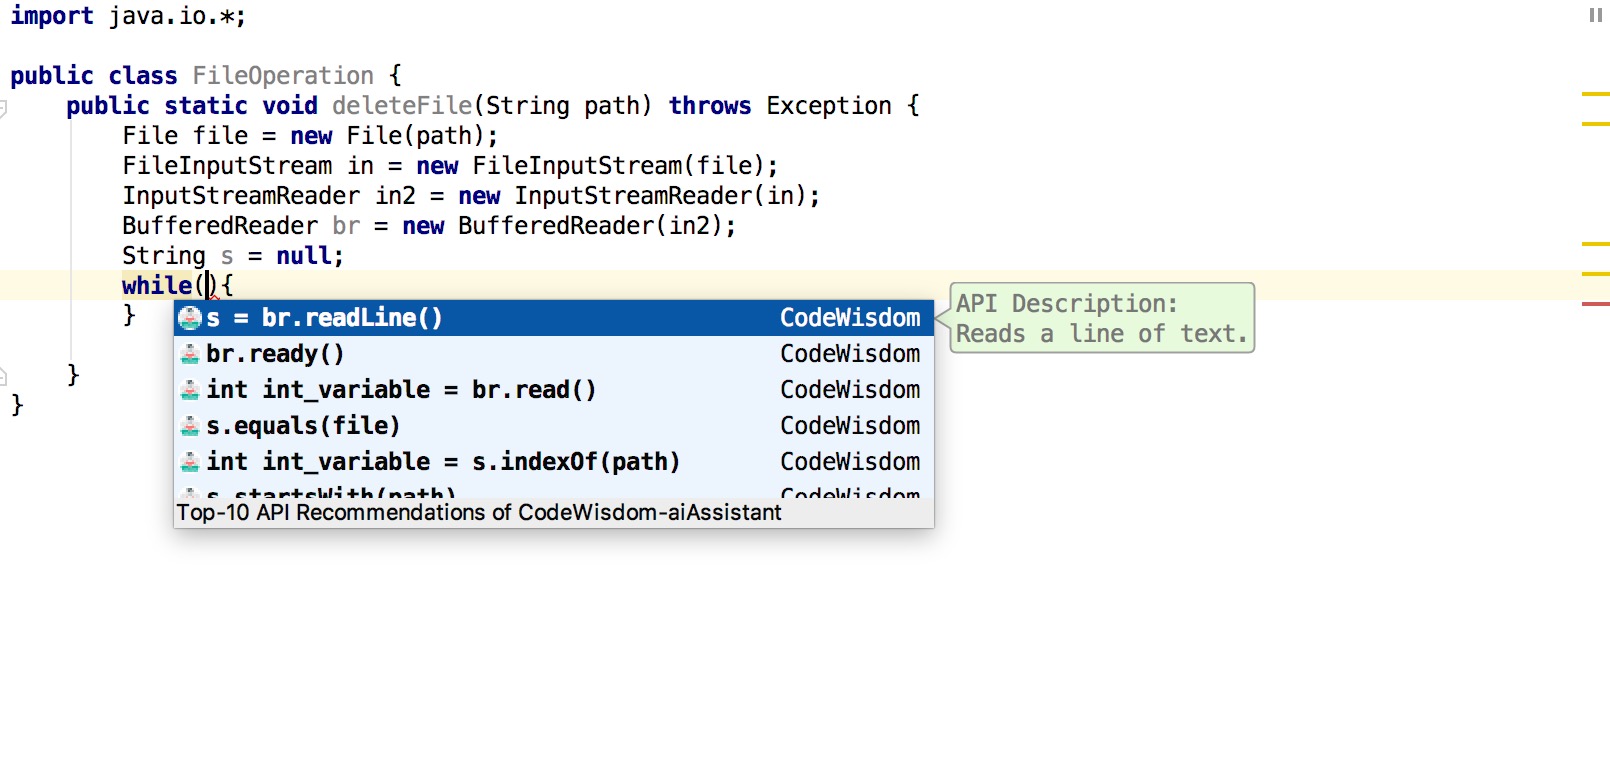 import java.io.*;
public class FileOperation {
public static void deleteFile(String path) throws Exception {
File file = new File(path);
FileInputStream in = new FileInputStream(file);
InputStreamReader in2 = new InputStreamReader(in);
BufferedReader br = new BufferedReader(in2);
String s = null;
while(){
}
s = br.readLine() CodeWisdom
br.ready() CodeWisdom
int int_variable = br.read() CodeWisdom
s.equals(file) CodeWisdom
int int_variable = s.indexOf(path) CodeWisdom
s.startsWith(path) CodeWisdom
Top-10 API Recommendations of CodeWisdom-aiAssistant
API Description:
Reads a line of text.
}
}